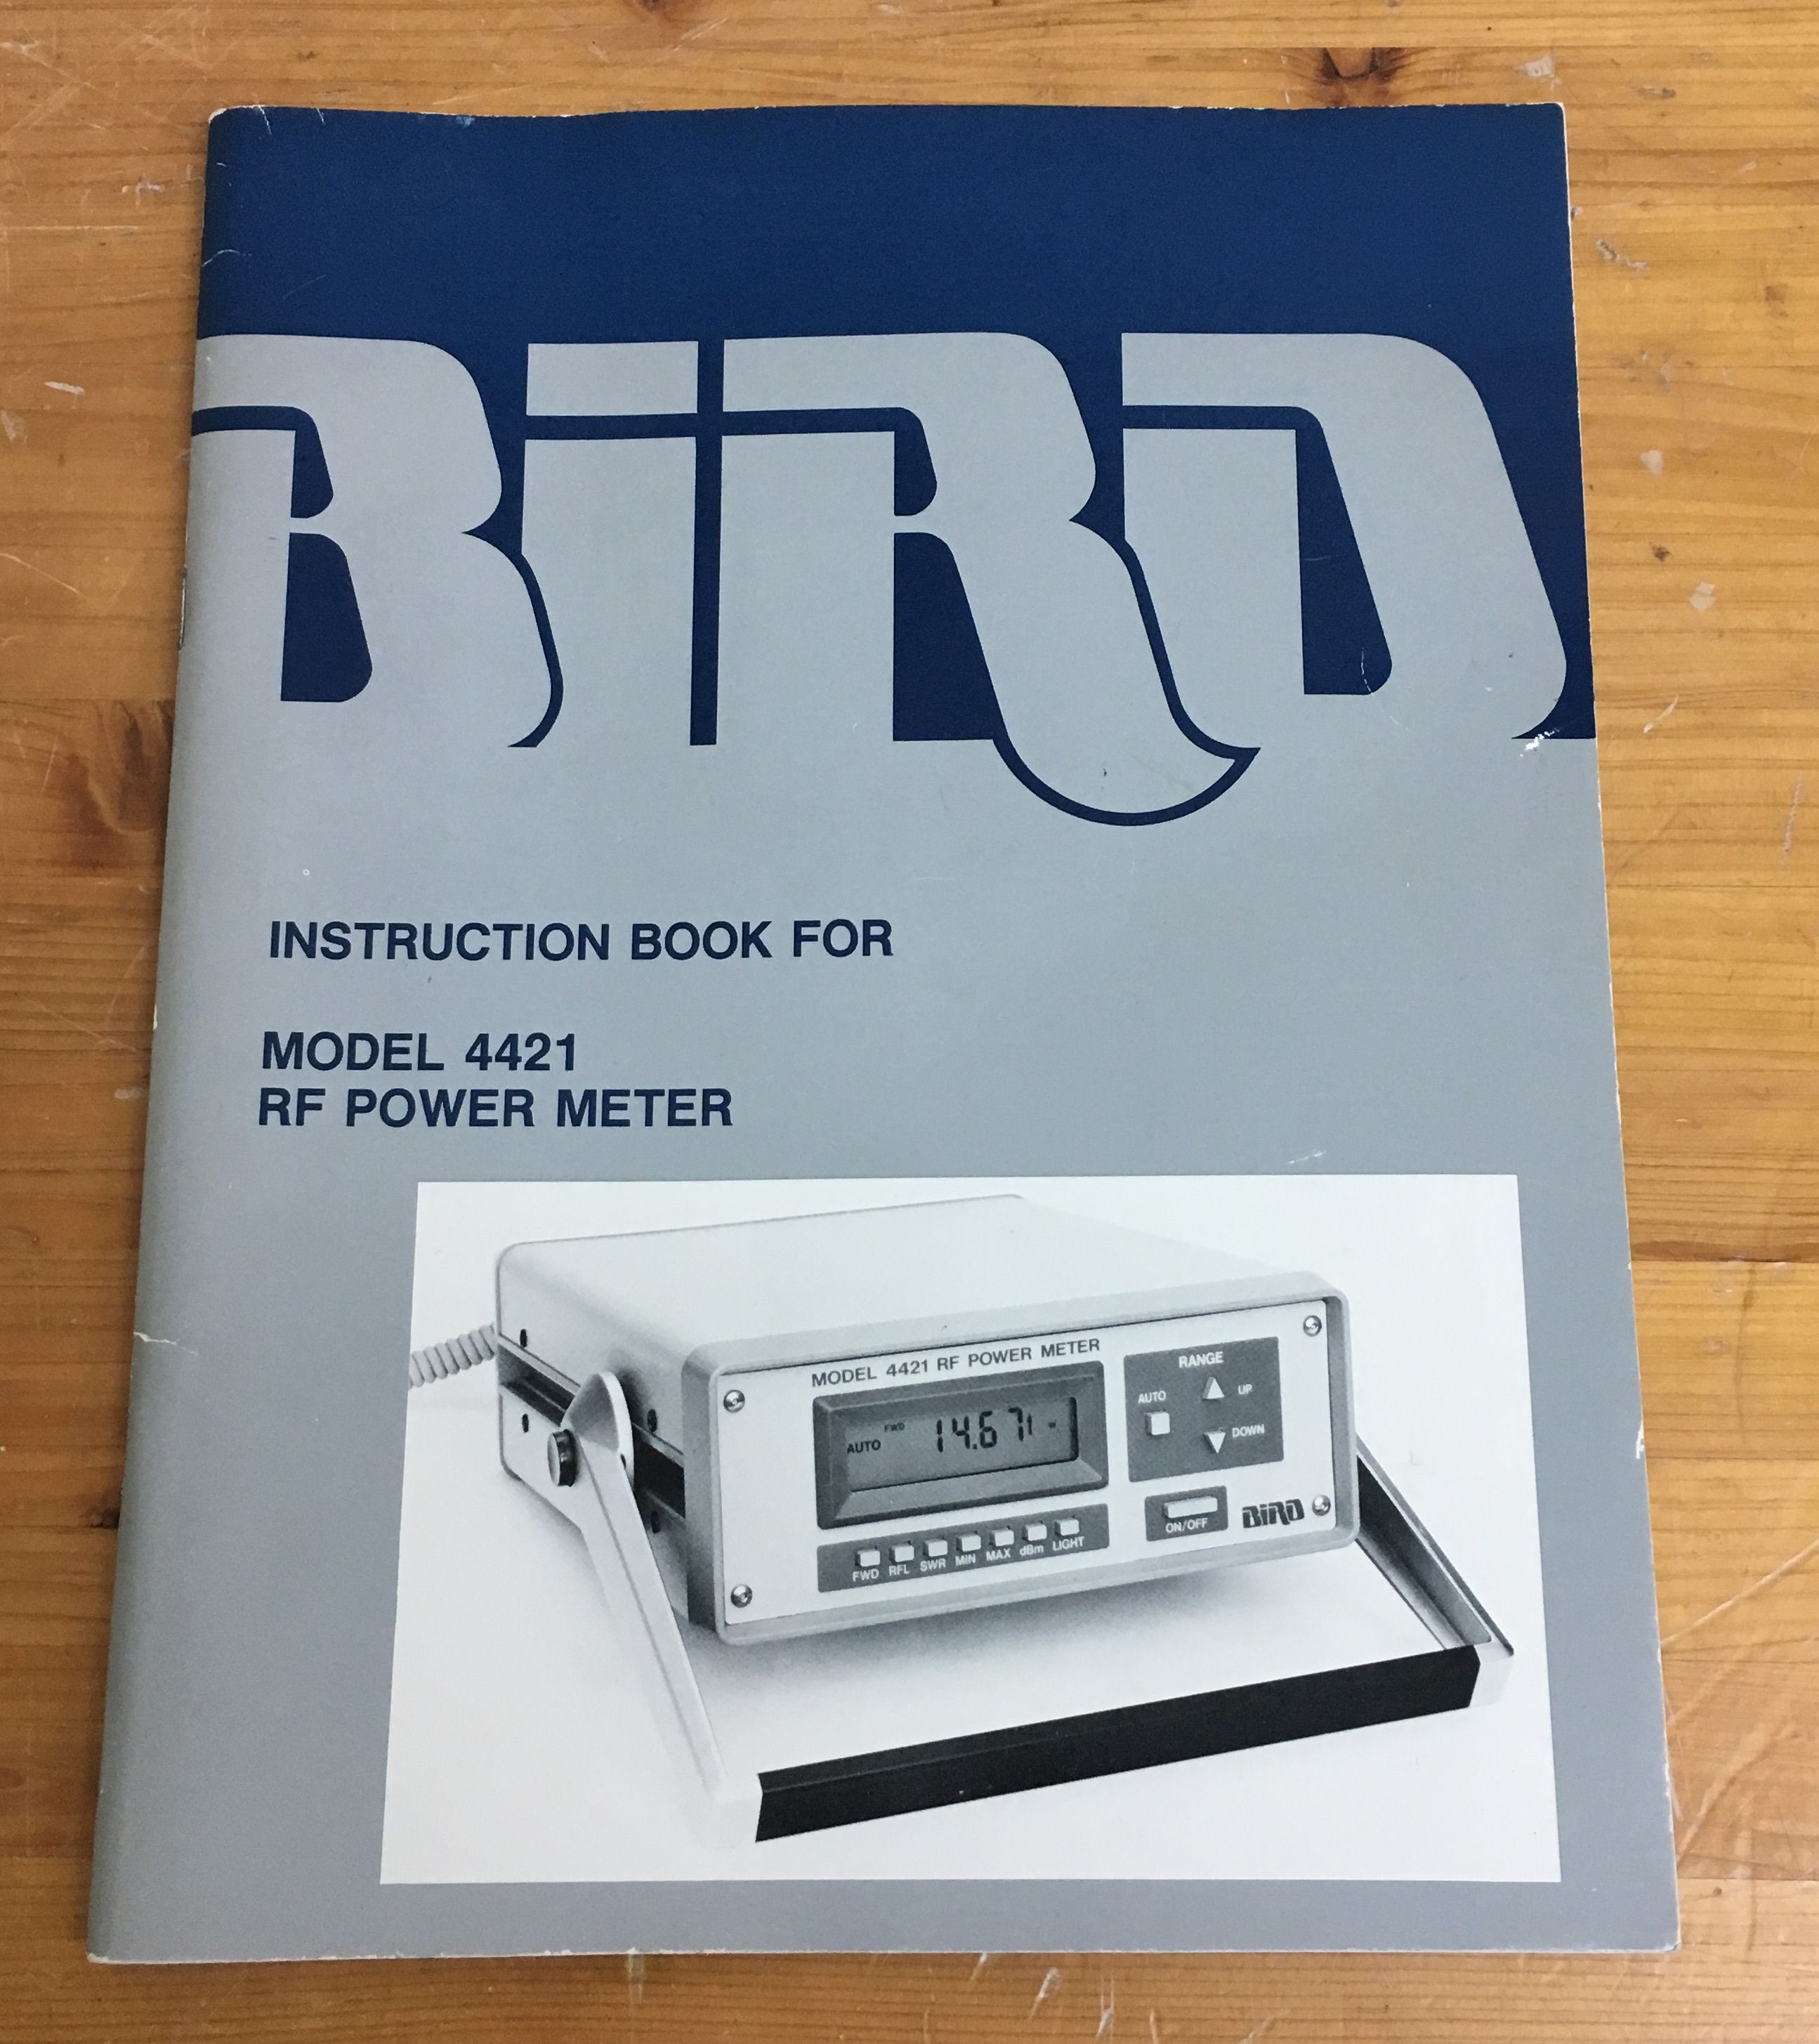 BiRD
INSTRUCTION BOOK FOR
MODEL 4421
RF POWER METER
MODEL 4421 RF POWER METER
RANGE
AUTO
UP
DOWN
FWD
AUTO
14.67
ON/OFF
BiRD
FWD RFL SWR MIN MAX dBm LIGHT